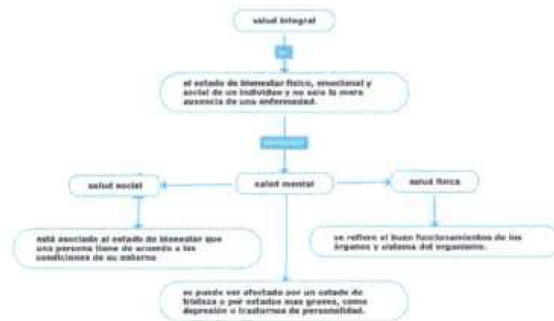 salud integral
es
el estado de bienestar físico, emocional y
social de un individuo y no solo la mera
ausencia de una enfermedad.
salud social
salud mental
salud física
está asociada al estado de bienestar que
una persona tiene de acuerdo a las
condiciones de su entorno
se refiere al buen funcionamientos de los
órganos y sistema del organismo.
se puede ver afectado por un estado de
tristeza o por estados mas graves, como
depresión o trastornos de personalidad.